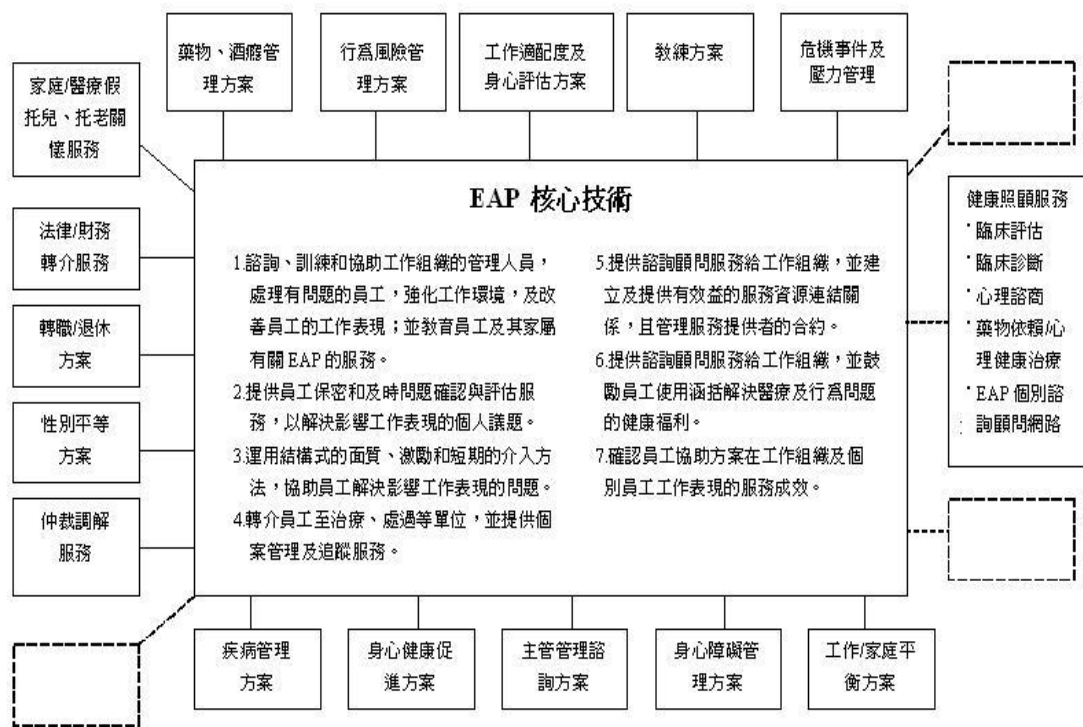 藥物、酒癮管
理方案
行爲風險管
理方案
工作適配度及
身心評估方案
教練方案
危機事件及
壓力管理
家庭/醫療假
托兒、托老關
懷服務
法律/財務
轉介服務
轉職/退休
方案
性別平等
方案
仲裁調解
服務
EAP 核心技術
1.諮詢、訓練和協助工作組織的管理人員，
處理有問題的員工，強化工作環境，及改
善員工的工作表現；並教育員工及其家屬
有關EAP的服務。
2.提供員工保密和及時問題確認與評估服
務，以解決影響工作表現的個人議題。
3.運用結構式的面質、激勵和短期的介入方
法，協助員工解決影響工作表現的問題。
4.轉介員工至治療、處遇等單位，並提供個
案管理及追蹤服務。
5.提供諮詢顧問服務給工作組織，並建
立及提供有效益的服務資源連結關
係，且管理服務提供者的合約。
6.提供諮詢顧問服務給工作組織，並鼓
勵員工使用涵括解決醫療及行爲問題
的健康福利。
7.確認員工協助方案在工作組織及個
別員工工作表現的服務成效。
健康照顧服務
·臨床評估
·臨床診斷
·心理諮商
·藥物依賴/心
理健康治療
·EAP 個別諮
詢顧問網路
疾病管理
方案
身心健康促
進方案
主管管理諮
詢方案
身心障礙管
理方案
工作/家庭平
衡方案